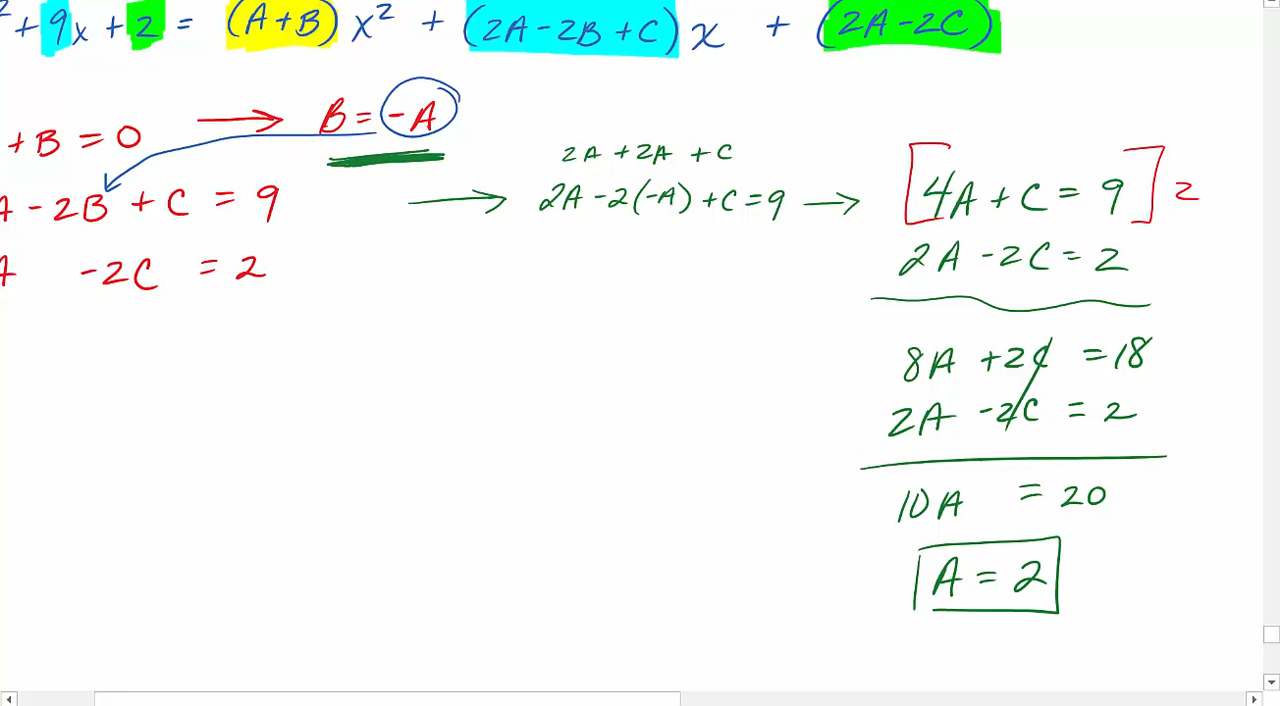 ² + 9x + 2 = (A+B) x² + (2A-2B+C) x + (2A-2C)
+B = 0 → B = -A
2A +2A +C
A - 2B + C = 9 → 2A -2(-A) +C = 9 → [4A + C = 9] 2
A -2C = 2
2A -2C = 2
8A +2C = 18
2A -2C = 2
10A = 20
A = 2